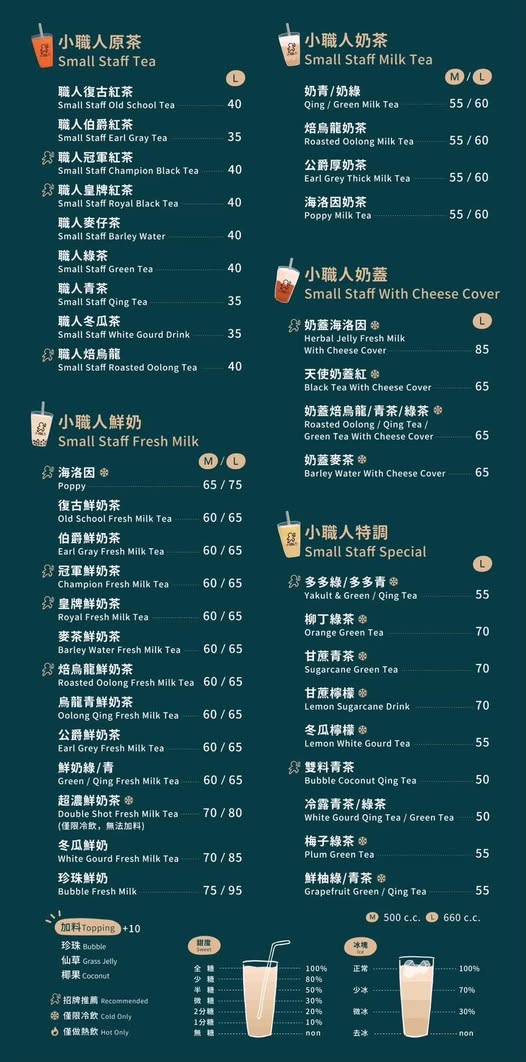 小職人原茶
Small Staff Tea
L
職人復古紅茶
Small Staff Old School Tea 40
職人伯爵紅茶
Small Staff Earl Gray Tea 35
職人冠軍紅茶
Small Staff Champion Black Tea 40
職人皇牌紅茶
Small Staff Royal Black Tea 40
職人麥仔茶
Small Staff Barley Water 40
職人綠茶
Small Staff Green Tea 40
職人青茶
Small Staff Qing Tea 35
職人冬瓜茶
Small Staff White Gourd Drink 35
職人焙烏龍
Small Staff Roasted Oolong Tea 40
小職人鮮奶
Small Staff Fresh Milk
M / L
海洛因
Poppy 65 / 75
復古鮮奶茶
Old School Fresh Milk Tea 60 / 65
伯爵鮮奶茶
Earl Gray Fresh Milk Tea 60 / 65
冠軍鮮奶茶
Champion Fresh Milk Tea 60 / 65
皇牌鮮奶茶
Royal Fresh Milk Tea 60 / 65
麥茶鮮奶茶
Barley Water Fresh Milk Tea 60 / 65
焙烏龍鮮奶茶
Roasted Oolong Fresh Milk Tea 60 / 65
烏龍青鮮奶茶
Oolong Qing Fresh Milk Tea 60 / 65
公爵鮮奶茶
Earl Grey Fresh Milk Tea 60 / 65
鮮奶綠/青
Green / Qing Fresh Milk Tea 60 / 65
超濃鮮奶茶
Double Shot Fresh Milk Tea 70 / 80
(僅限冷飲，無法加料)
冬瓜鮮奶
White Gourd Fresh Milk Tea 70 / 85
珍珠鮮奶
Bubble Fresh Milk 75 / 95
加料Topping +10
珍珠 Bubble
仙草 Grass Jelly
椰果 Coconut
招牌推薦 Recommended
僅限冷飲 Cold Only
僅做熱飲 Hot Only
小職人奶茶
Small Staff Milk Tea
M / L
奶青/奶綠
Qing / Green Milk Tea 55 / 60
焙烏龍奶茶
Roasted Oolong Milk Tea 55 / 60
公爵厚奶茶
Earl Grey Thick Milk Tea 55 / 60
海洛因奶茶
Poppy Milk Tea 55 / 60
小職人奶蓋
Small Staff With Cheese Cover
L
奶蓋海洛因
Herbal Jelly Fresh Milk
With Cheese Cover 85
天使奶蓋紅
Black Tea With Cheese Cover 65
奶蓋焙烏龍/青茶/綠茶
Roasted Oolong / Qing Tea /
Green Tea With Cheese Cover 65
奶蓋麥茶
Barley Water With Cheese Cover 65
小職人特調
Small Staff Special
L
多多綠/多多青
Yakult & Green / Qing Tea 55
柳丁綠茶
Orange Green Tea 70
甘蔗青茶
Sugarcane Green Tea 70
甘蔗檸檬
Lemon Sugarcane Drink 70
冬瓜檸檬
Lemon White Gourd Tea 55
雙料青茶
Bubble Coconut Qing Tea 50
冷露青茶/綠茶
White Gourd Qing Tea / Green Tea 50
梅子綠茶
Plum Green Tea 55
鮮柚綠/青茶
Grapefruit Green / Qing Tea 55
M 500 c.c. L 660 c.c.
甜度
Sweet
全 糖 100%
少 糖 80%
半 糖 50%
微 糖 30%
2分糖 20%
1分糖 10%
無 糖 non
冰塊
Ice
正常 100%
少冰 70%
微冰 30%
去冰 non